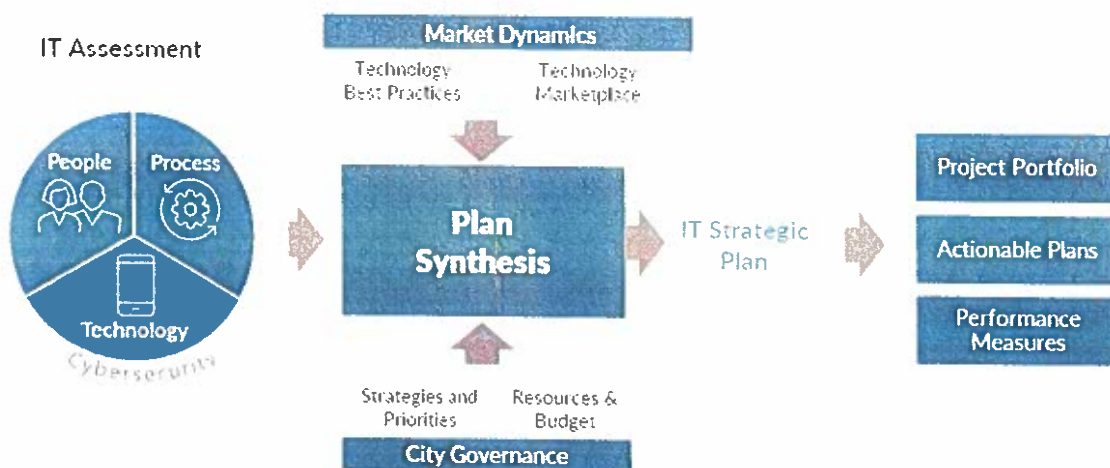 IT Assessment
Market Dynamics
Technology
Best Practices
Technology
Marketplace
People
Process
Technology
Cybersecurity
Plan
Synthesis
IT Strategic
Plan
Project Portfolio
Actionable Plans
Performance
Measures
Strategies and
Priorities
Resources &
Budget
City Governance